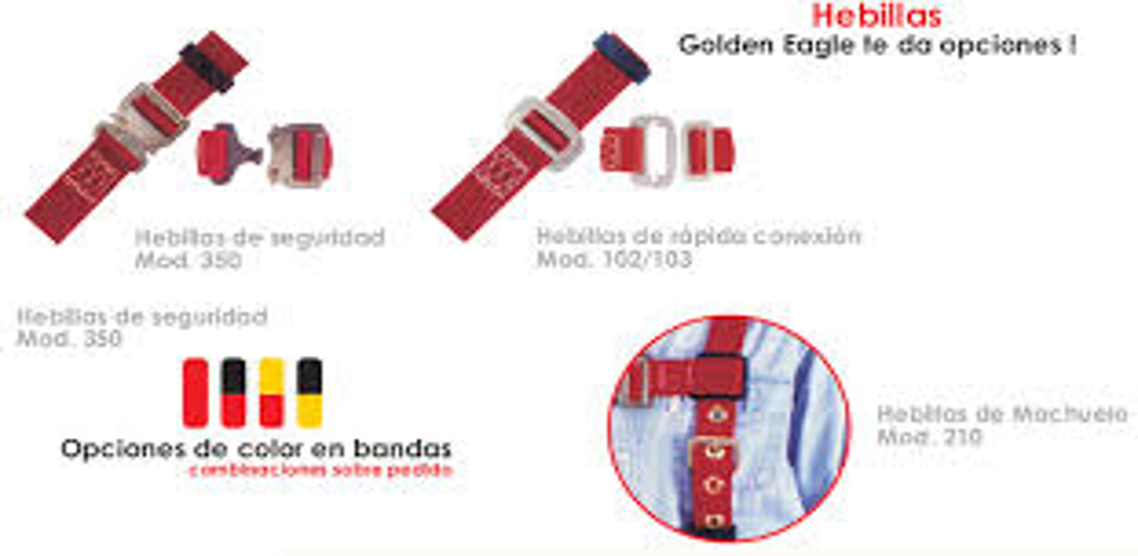 Hebillas
Golden Eagle te da opciones !
Hebillas de seguridad
Mod. 350
Hebillas de rápida conexión
Mod. 102/103
Hebillas de seguridad
Mod. 350
Opciones de color en bandas
combinaciones sobre pedido
Hebillas de Machuelo
Mod. 210